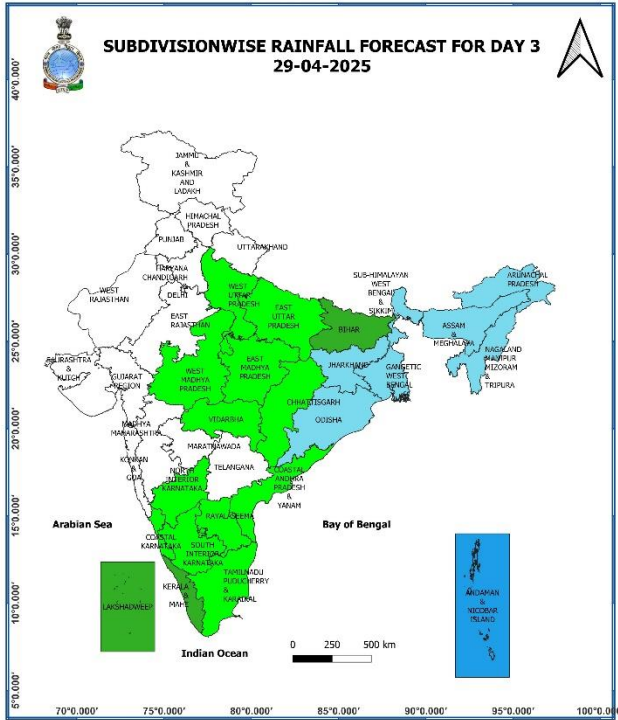 SUBDIVISIONWISE RAINFALL FORECAST FOR DAY 3
29-04-2025
40°0.000'
35°0.000'
30°0.000'
25°0.000'
20°0.000'
15°0.000'
10°0.000'
5°0.000'
JAMMU
&
KASHMIR
AND
LADAKH
HIMACHAL
PRADESH
PUNJAB
UTTARAKHAND
HARYANA
CHANDIGARH
&
DELHI
WEST
RAJASTHAN
EAST
RAJASTHAN
WEST
UTTAR
PRADESH
EAST
UTTAR
PRADESH
SUB-HIMALAYAN
WEST
BENGAL
&
SIKKIM
ARUNACHAL
PRADESH
BIHAR
ASSAM
&
MEGHALAYA
NAGALAND
MANIPUR
MIZORAM
&
TRIPURA
SAURASHTRA
&
KUTCH
GUJARAT
REGION
WEST
MADHYA
PRADESH
EAST
MADHYA
PRADESH
JHARKHAND
GANGETIC
WEST
BENGAL
CHHATTISGARH
ODISHA
VIDARBHA
MADHYA
MAHARASHTRA
MARATHWADA
KONKAN
&
GOA
TELANGANA
NORTH
INTERIOR
KARNATAKA
COASTAL
ANDHRA
PRADESH
&
YANAM
RAYALASEEMA
COASTAL
KARNATAKA
SOUTH
INTERIOR
KARNATAKA
TAMILNADU
PUDUCHERRY
&
KARAIKAL
KERALA
&
MAHE
LAKSHADWEEP
ANDAMAN
&
NICOBAR
ISLAND
Arabian Sea
Bay of Bengal
Indian Ocean
0 250 500 km
70°0.000' 75°0.000' 80°0.000' 85°0.000' 90°0.000' 95°0.000' 100°0.000'